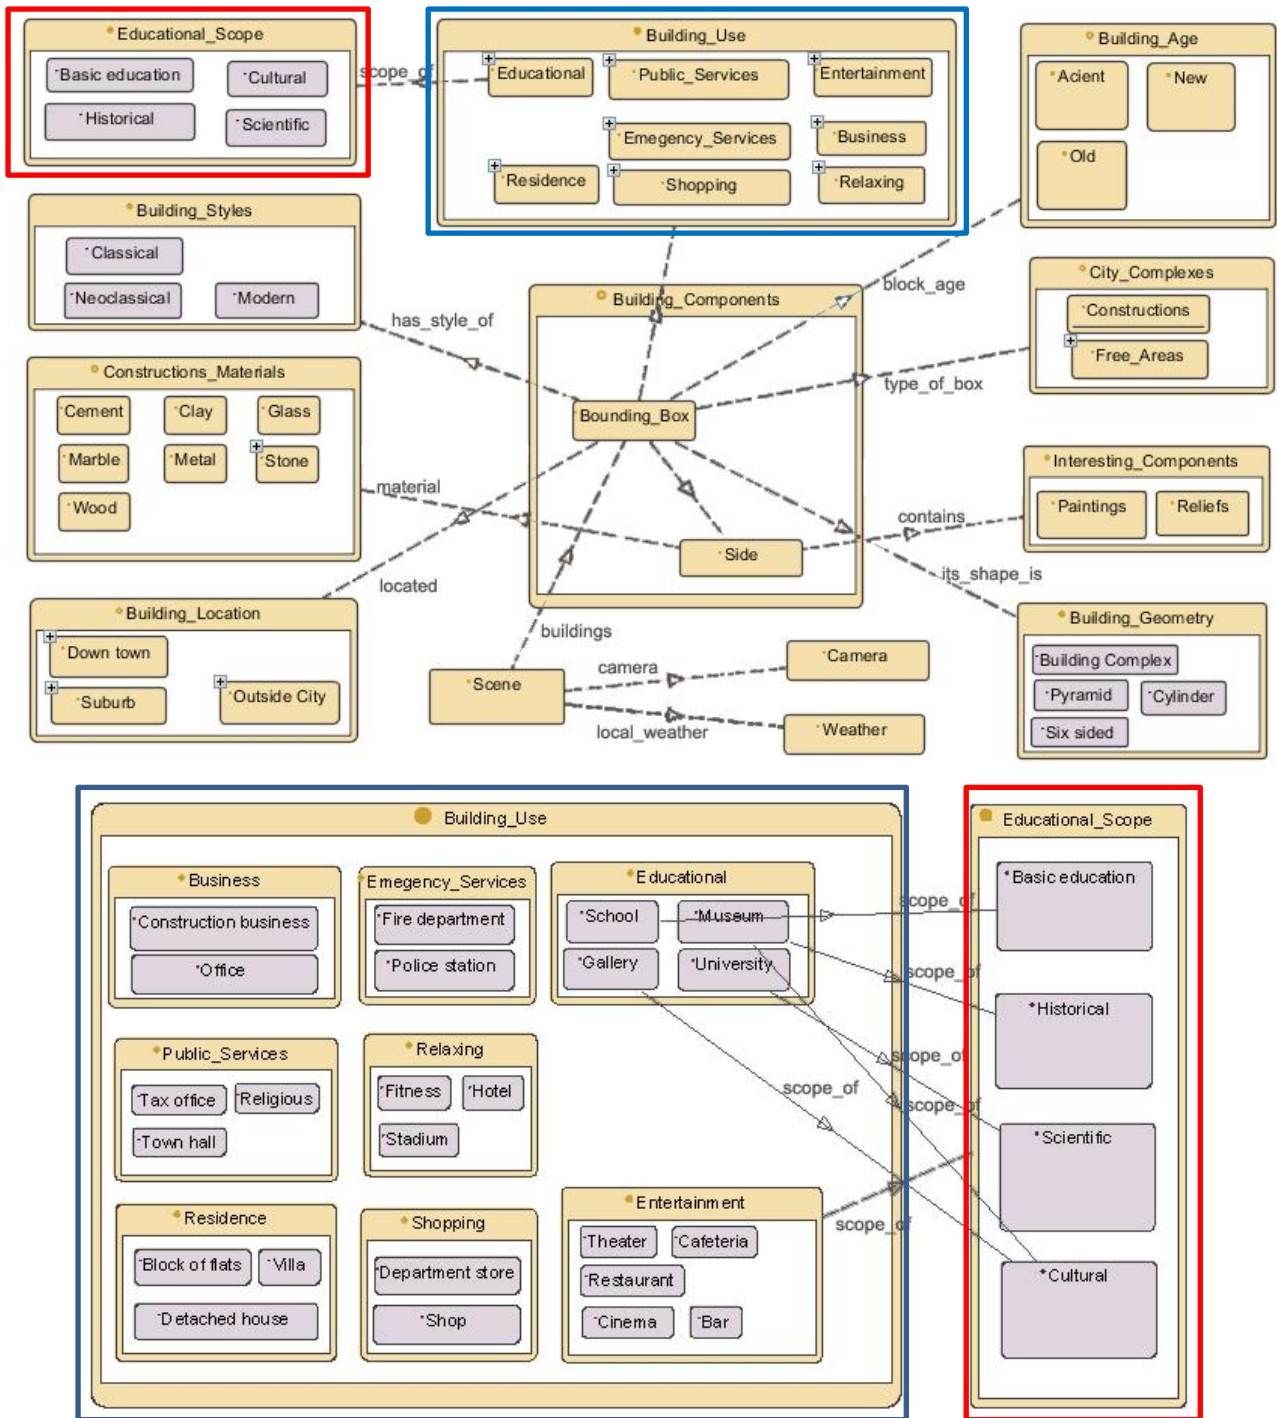 Educational_Scope
Basic education
Cultural
Historical
Scientific
scope_of
Building_Use
Educational
Public_Services
Entertainment
Emegency_Services
Business
Residence
Shopping
Relaxing
Building_Age
Acient
New
Old
Building_Styles
Classical
Neoclassical
Modern
has_style_of
Building_Components
Bounding_Box
Side
block_age
City_Complexes
Constructions
Free_Areas
type_of_box
Constructions_Materials
Cement
Clay
Glass
Marble
Metal
Stone
Wood
material
Interesting_Components
Paintings
Reliefs
contains
its_shape_is
located
Building_Location
Down town
Suburb
Outside City
buildings
Scene
camera
Camera
local_weather
Weather
Building_Geometry
Building Complex
Pyramid
Cylinder
Six sided
Building_Use
Business
Construction business
Office
Emegency_Services
Fire department
Police station
Educational
School
Museum
Gallery
University
Public_Services
Tax office
Religious
Town hall
Relaxing
Fitness
Hotel
Stadium
Residence
Block of flats
Villa
Detached house
Shopping
Department store
Shop
Entertainment
Theater
Cafeteria
Restaurant
Cinema
Bar
scope_of
scope_of
scope_of
scope_of
scope_of
scope_of
Educational_Scope
Basic education
Historical
Scientific
Cultural